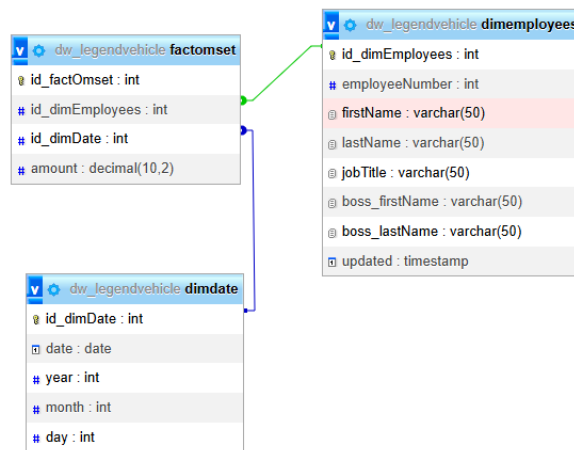 v dw_legendvehicle factomset
id_factOmset : int
# id_dimEmployees : int
# id_dimDate : int
# amount : decimal(10,2)
v dw_legendvehicle dimemployees
id_dimEmployees : int
# employeeNumber : int
firstName : varchar(50)
lastName : varchar(50)
jobTitle : varchar(50)
boss_firstName : varchar(50)
boss_lastName : varchar(50)
updated : timestamp
v dw_legendvehicle dimdate
id_dimDate : int
date : date
# year : int
# month : int
# day : int